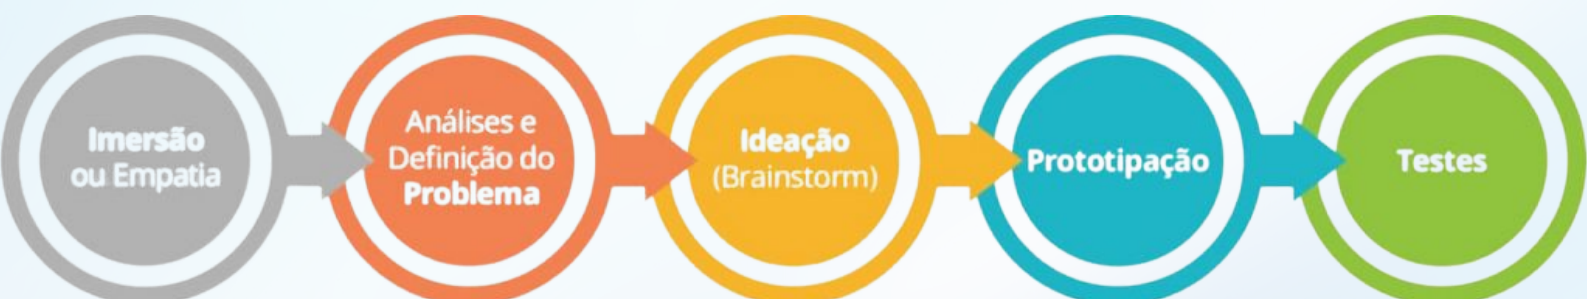 Imersão
ou Empatia
Análises e
Definição do
Problema
Ideação
(Brainstorm)
Prototipação
Testes